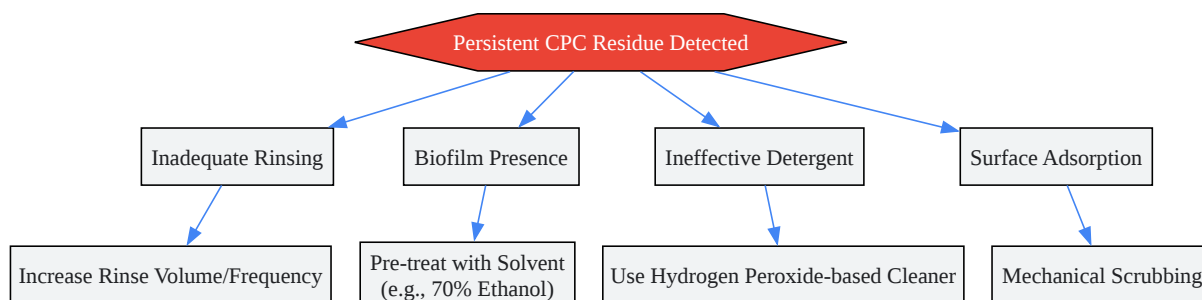 Persistent CPC Residue Detected
Inadequate Rinsing
Biofilm Presence
Ineffective Detergent
Surface Adsorption
Increase Rinse Volume/Frequency
Pre-treat with Solvent
(e.g., 70% Ethanol)
Use Hydrogen Peroxide-based Cleaner
Mechanical Scrubbing